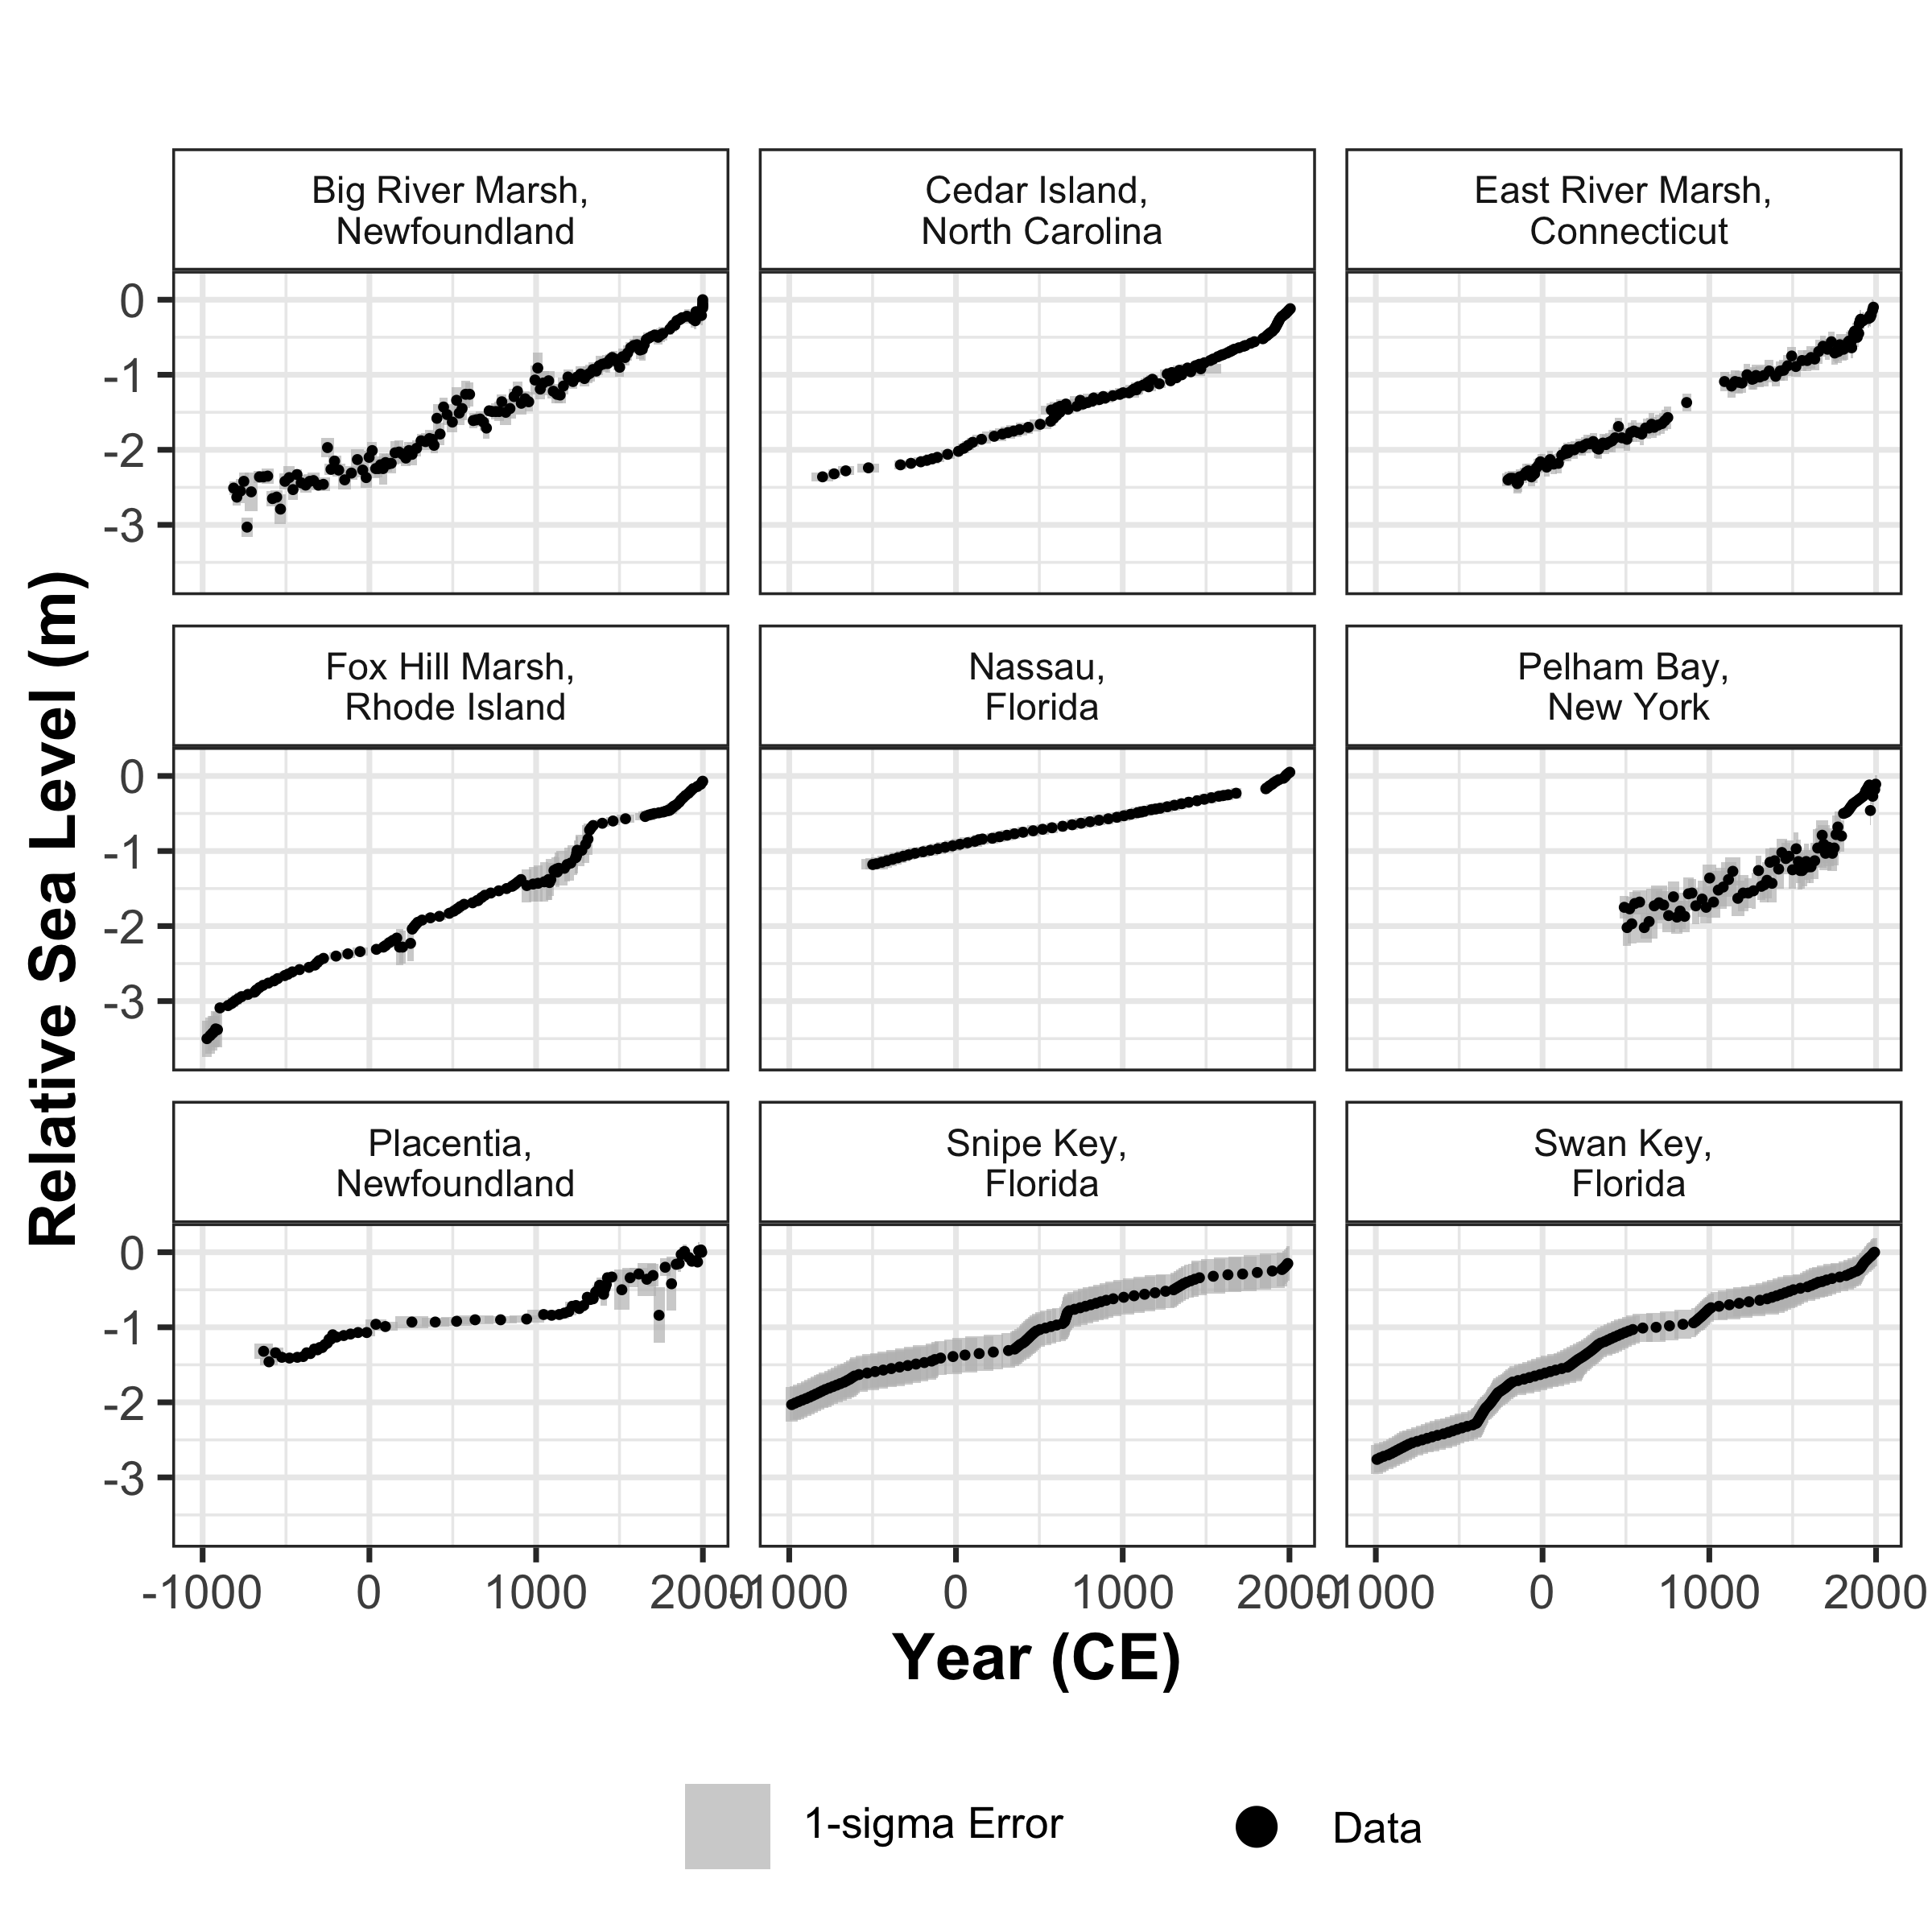 Big River Marsh,
Newfoundland
Cedar Island,
North Carolina
East River Marsh,
Connecticut
0
-1
-2
-3
Fox Hill Marsh,
Rhode Island
Nassau,
Florida
Pelham Bay,
New York
0
-1
-2
-3
Placentia,
Newfoundland
Snipe Key,
Florida
Swan Key,
Florida
0
-1
-2
-3
-1000 0 1000 2000 -1000 0 1000 2000 -1000 0 1000 2000
Relative Sea Level (m)
Year (CE)
1-sigma Error
Data